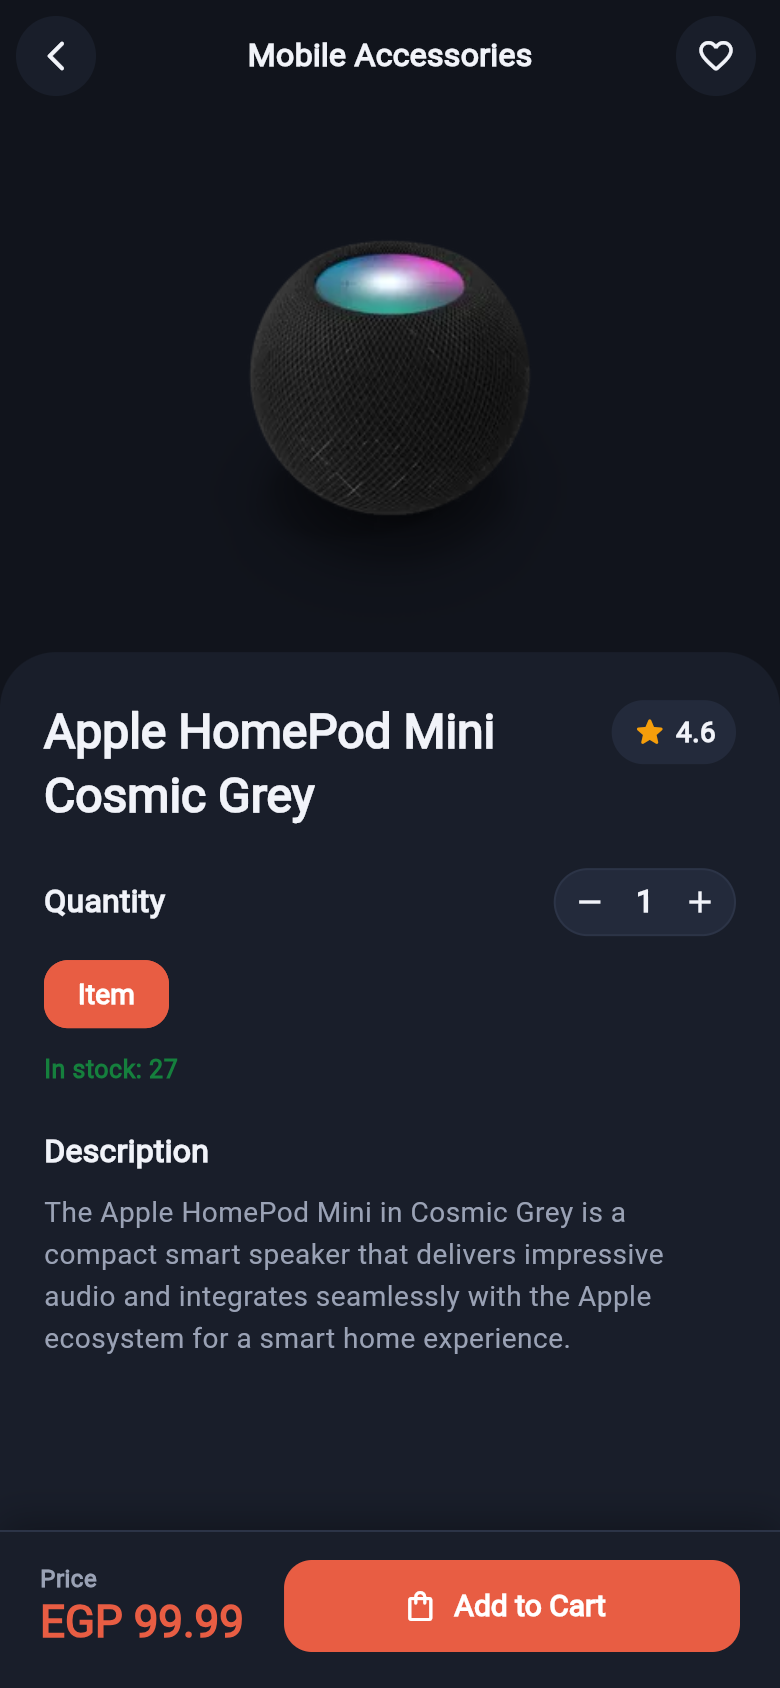 Mobile Accessories
Apple HomePod Mini
Cosmic Grey
4.6
Quantity
1
Item
In stock: 27
Description
The Apple HomePod Mini in Cosmic Grey is a
compact smart speaker that delivers impressive
audio and integrates seamlessly with the Apple
ecosystem for a smart home experience.
Price
EGP 99.99
Add to Cart